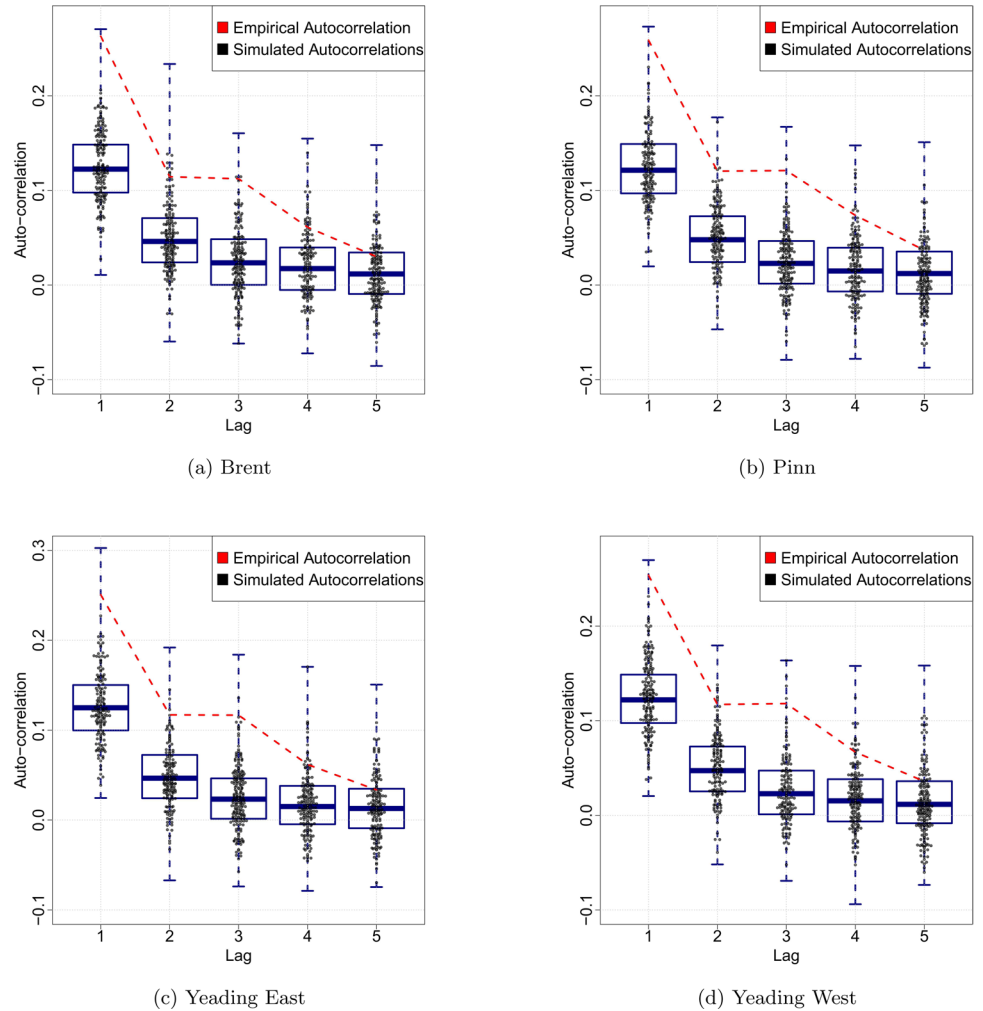 Empirical Autocorrelation
Simulated Autocorrelations
Auto-correlation
0.2
0.1
0.0
−0.1
1 2 3 4 5
Lag
(a) Brent
Empirical Autocorrelation
Simulated Autocorrelations
Auto-correlation
0.2
0.1
0.0
−0.1
1 2 3 4 5
Lag
(b) Pinn
Empirical Autocorrelation
Simulated Autocorrelations
Auto-correlation
0.3
0.2
0.1
0.0
−0.1
1 2 3 4 5
Lag
(c) Yeading East
Empirical Autocorrelation
Simulated Autocorrelations
Auto-correlation
0.2
0.1
0.0
−0.1
1 2 3 4 5
Lag
(d) Yeading West